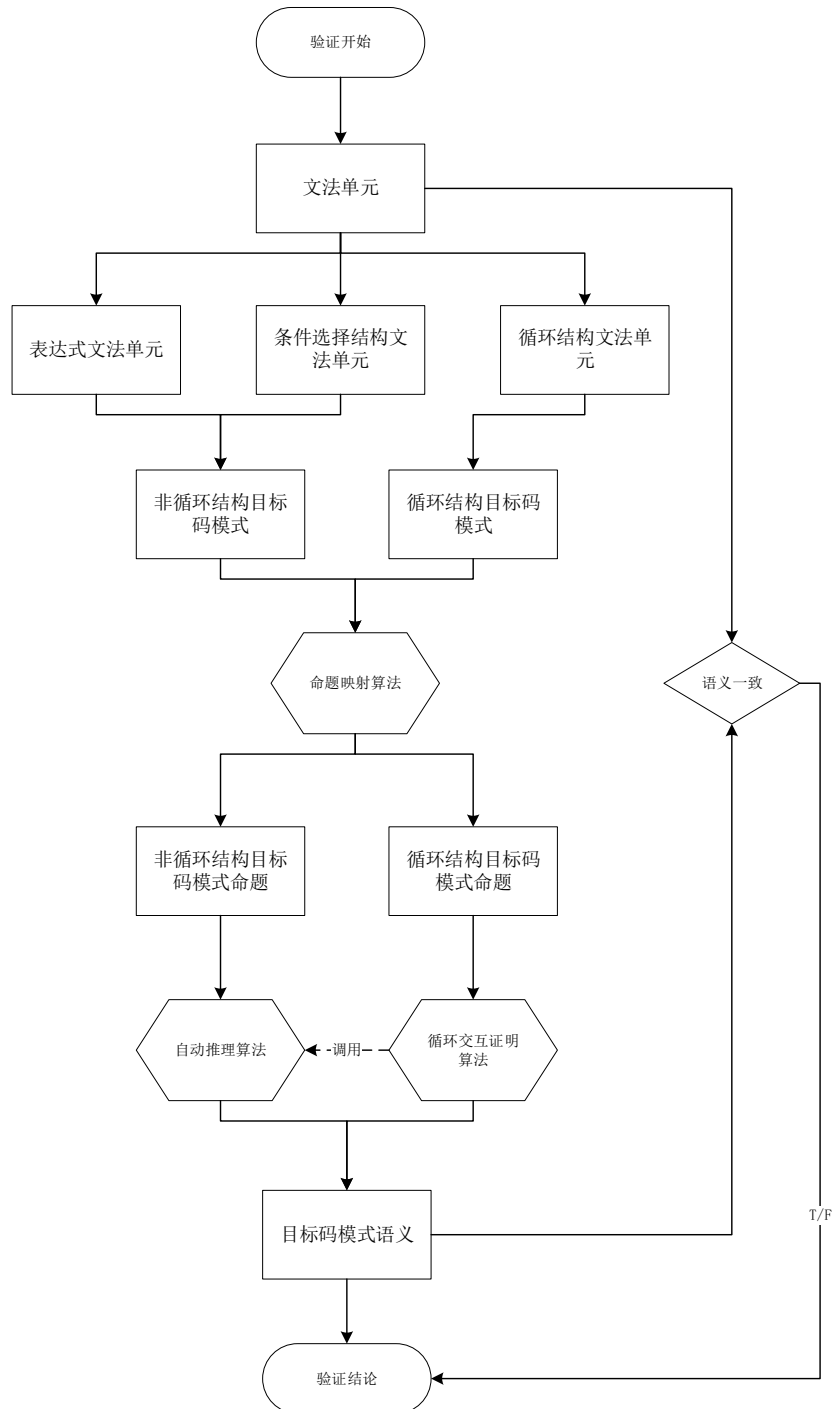 验证开始
文法单元
表达式文法单元
条件选择结构文
法单元
循环结构文法单
元
非循环结构目标
码模式
循环结构目标码
模式
命题映射算法
语义一致
非循环结构目标
码模式命题
循环结构目标码
模式命题
自动推理算法
调用
循环交互证明
算法
目标码模式语义
T/F
验证结论